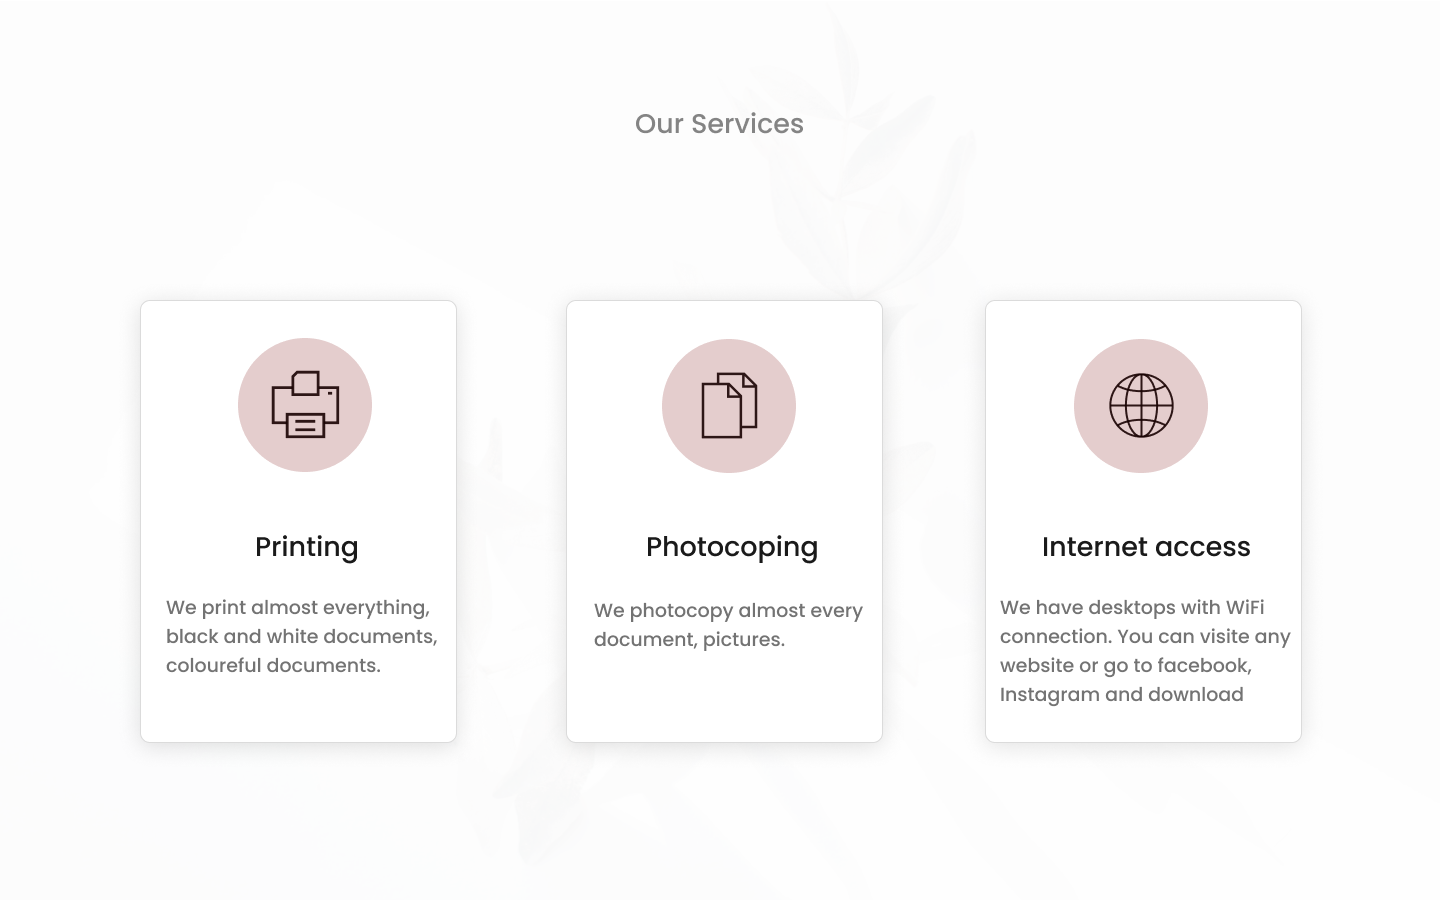 Our Services
Printing
We print almost everything,
black and white documents,
coloureful documents.
Photocoping
We photocopy almost every
document, pictures.
Internet access
We have desktops with WiFi
connection. You can visite any
website or go to facebook,
Instagram and download